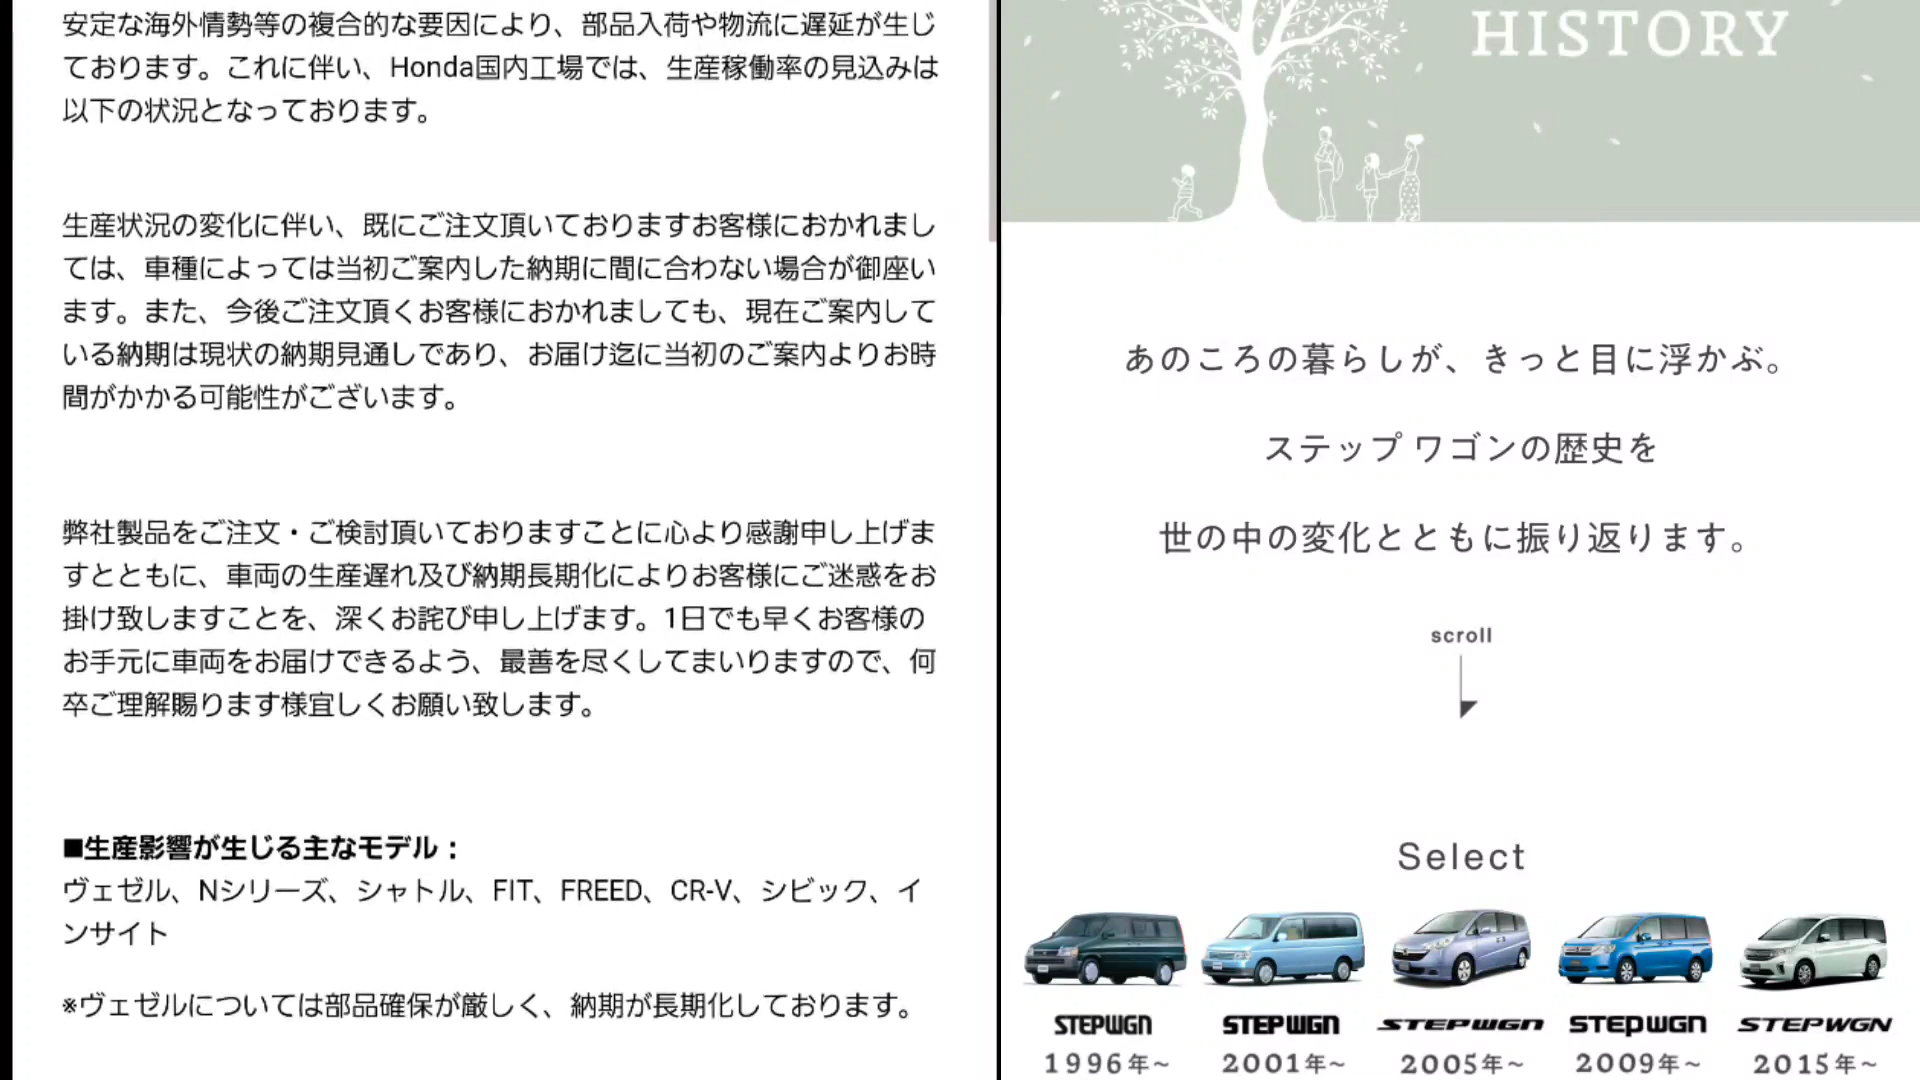 安定な海外情勢等の複合的な要因により、部品入荷や物流に遅延が生じ
ております。これに伴い、Honda国内工場では、生産稼働率の見込みは
以下の状況となっております。
生産状況の変化に伴い、既にご注文頂いておりますお客様におかれまし
ては、車種によっては当初ご案内した納期に間に合わない場合が御座い
ます。また、今後ご注文頂くお客様におかれましても、現在ご案内して
いる納期は現状の納期見通しであり、お届け迄に当初のご案内よりお時
間がかかる可能性がございます。
弊社製品をご注文・ご検討頂いておりますことに心より感謝申し上げま
すとともに、車両の生産遅れ及び納期長期化によりお客様にご迷惑をお
掛け致しますことを、深くお詫び申し上げます。1日でも早くお客様の
お手元に車両をお届けできるよう、最善を尽くしてまいりますので、何
卒ご理解賜ります様宜しくお願い致します。
■生産影響が生じる主なモデル：
ヴェゼル、Nシリーズ、シャトル、FIT、FREED、CR-V、シビック、イ
ンサイト
※ヴェゼルについては部品確保が厳しく、納期が長期化しております。
HISTORY
あのころの暮らしが、きっと目に浮かぶ。
ステップ ワゴンの歴史を
世の中の変化とともに振り返ります。
scroll
Select
STEPWGN STEPWGN STEPWGN STEPWGN STEPWGN
1996年~ 2001年~ 2005年~ 2009年~ 2015年~